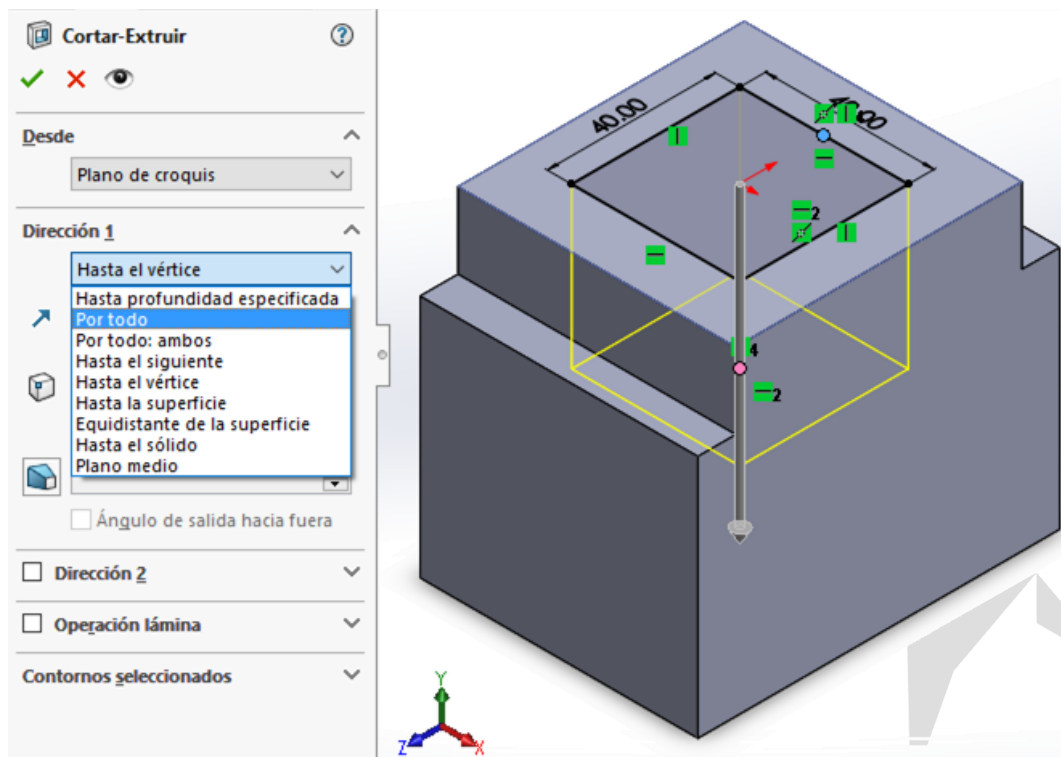 Cortar-Extruir
?
Desde
Plano de croquis
Dirección 1
Hasta el vértice
Hasta profundidad especificada
Por todo
Por todo: ambos
Hasta el siguiente
Hasta el vértice
Hasta la superficie
Equidistante de la superficie
Hasta el sólido
Plano medio
Ángulo de salida hacia fuera
Dirección 2
Operación lámina
Contornos seleccionados
40.00
40.00
2
4
2
Y
Z
X